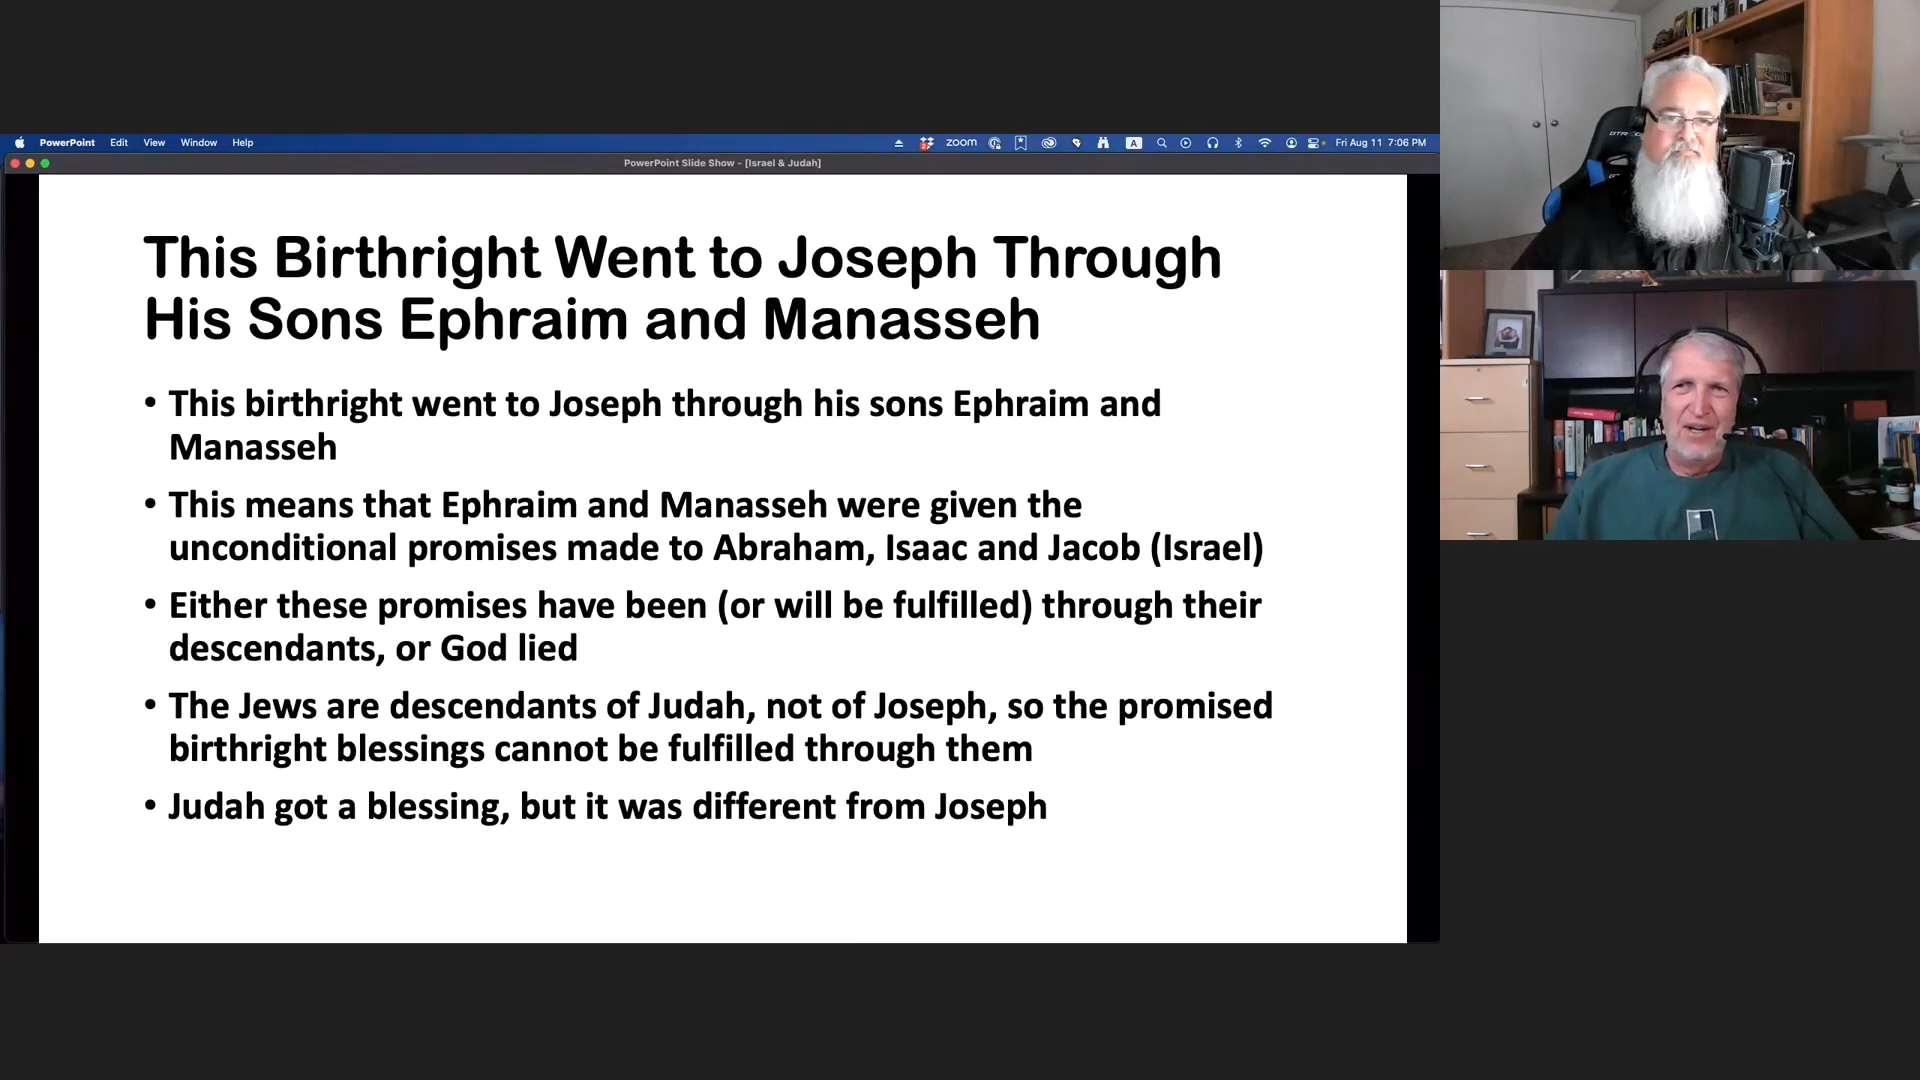 PowerPoint Edit View Window Help
zoom A Fri Aug 11 7:06 PM
PowerPoint Slide Show - [Israel & Judah]
This Birthright Went to Joseph Through
His Sons Ephraim and Manasseh
• This birthright went to Joseph through his sons Ephraim and
Manasseh
• This means that Ephraim and Manasseh were given the
unconditional promises made to Abraham, Isaac and Jacob (Israel)
• Either these promises have been (or will be fulfilled) through their
descendants, or God lied
• The Jews are descendants of Judah, not of Joseph, so the promised
birthright blessings cannot be fulfilled through them
• Judah got a blessing, but it was different from Joseph
Scroll